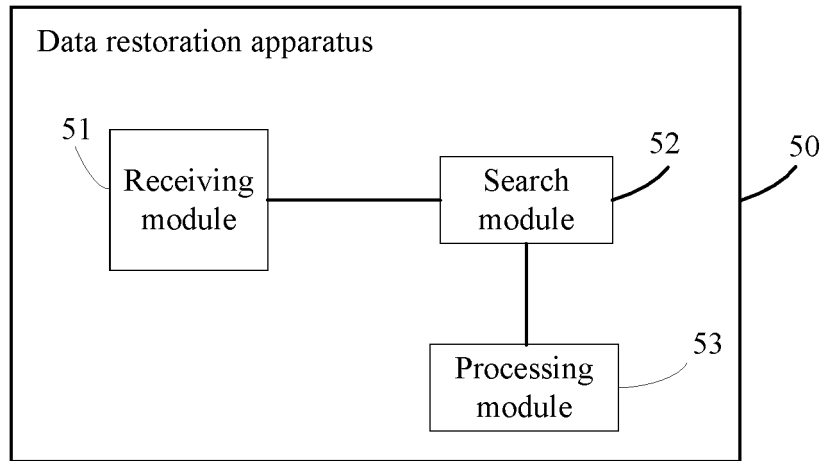 Data restoration apparatus
51
Receiving
module
Search
module
52
50
Processing
module
53